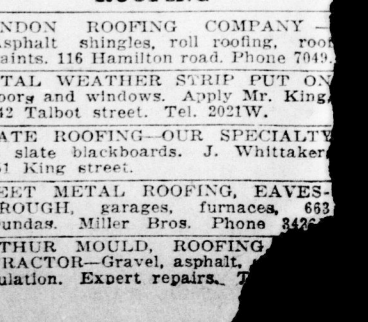 NDON ROOFING COMPANY —
sphalt shingles, roll roofing, roof
aints. 116 Hamilton road. Phone 7049.
TAL WEATHER STRIP PUT ON
oors and windows. Apply Mr. King,
42 Talbot street. Tel. 2021W.
ATE ROOFING—OUR SPECIALTY
slate blackboards. J. Whittaker,
51 King street.
EET METAL ROOFING, EAVES-
ROUGH, garages, furnaces, 663
undas. Miller Bros. Phone
THUR MOULD, ROOFING
RACTOR—Gravel, asphalt,
ulation. Expert repairs. T